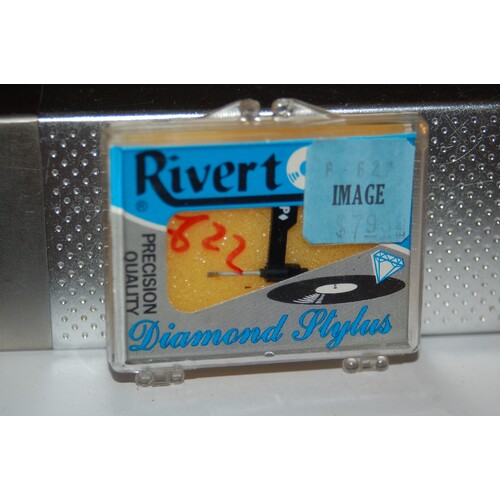 Rivert
®
IMAGE
822
P
PRECISION
QUALITY
Diamond Stylus